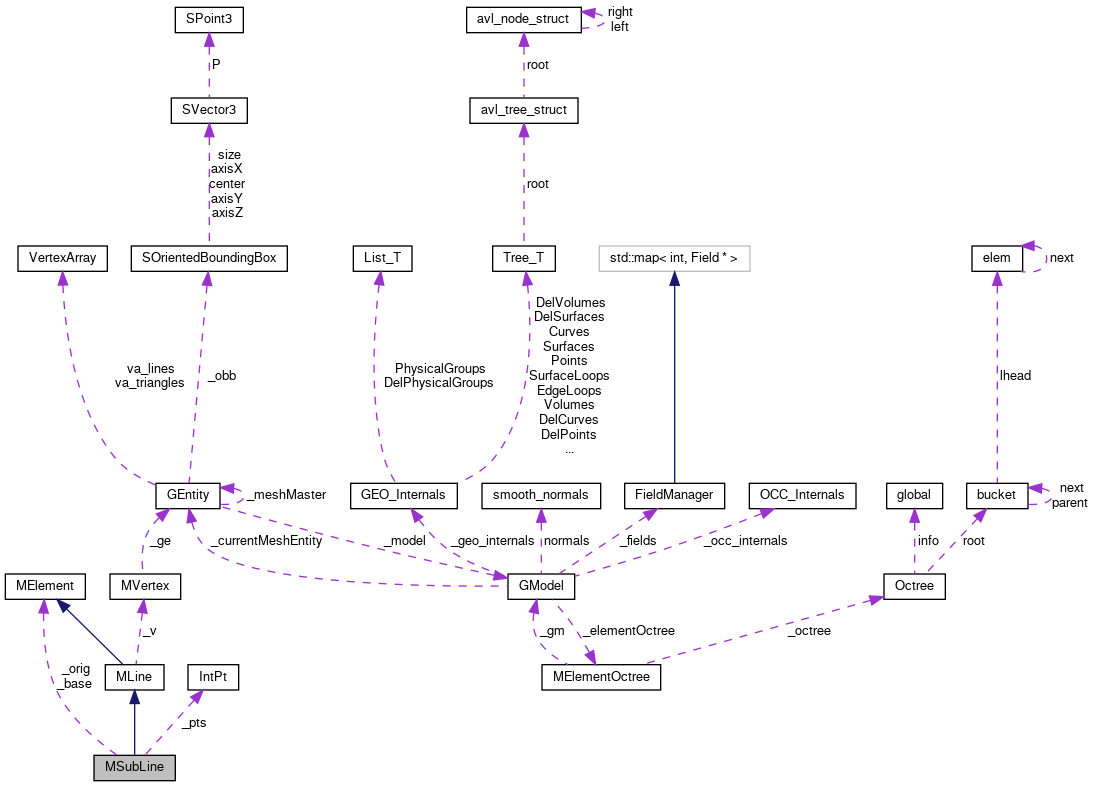 SPoint3
avl_node_struct
right
left
P
root
SVector3
avl_tree_struct
size
axisX
center
axisY
axisZ
root
VertexArray
SOrientedBoundingBox
List_T
Tree_T
std::map< int, Field * >
elem
next
va_lines
va_triangles
_obb
PhysicalGroups
DelPhysicalGroups
DelVolumes
DelSurfaces
Curves
Surfaces
Points
SurfaceLoops
EdgeLoops
Volumes
DelCurves
DelPoints
...
lhead
GEntity
_meshMaster
GEO_Internals
smooth_normals
FieldManager
OCC_Internals
global
bucket
next
parent
_ge
_currentMeshEntity
_model
_geo_internals
normals
_fields
_occ_internals
info
root
MElement
MVertex
GModel
Octree
_v
_gm
_elementOctree
_octree
_orig
_base
MLine
IntPt
MElementOctree
_pts
MSubLine